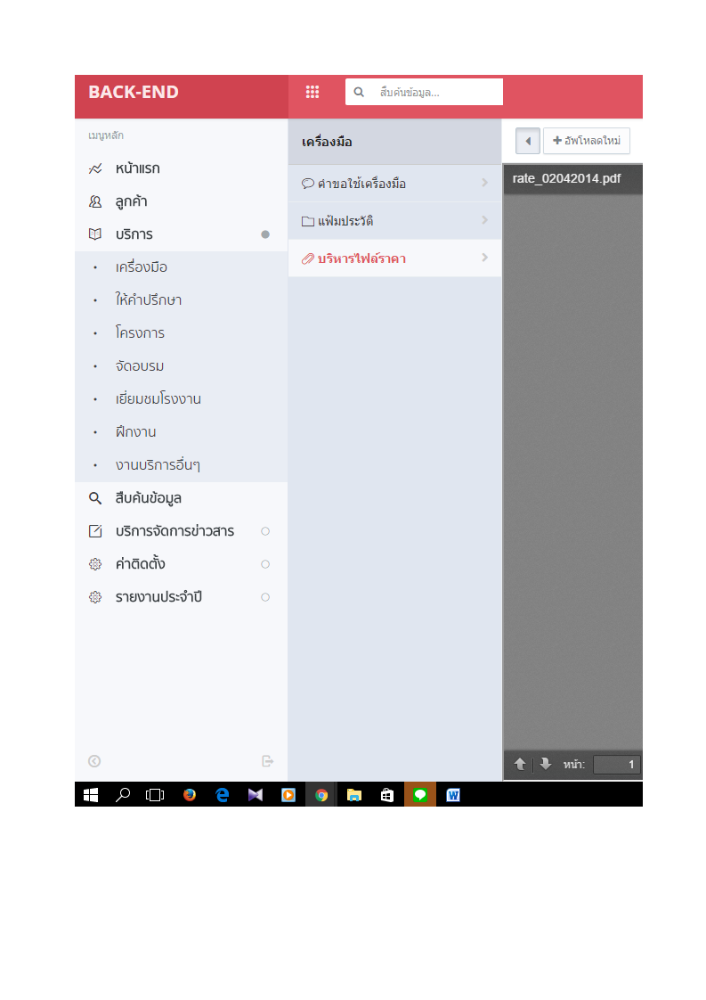 BACK-END
สืบค้นข้อมูล...
เมนูหลัก
หน้าแรก
ลูกค้า
บริการ
เครื่องมือ
ให้คำปรึกษา
โครงการ
จัดอบรม
เยี่ยมชมโรงงาน
ฝึกงาน
งานบริการอื่นๆ
สืบค้นข้อมูล
บริการจัดการข่าวสาร
ค่าติดตั้ง
รายงานประจำปี
เครื่องมือ
คำขอใช้เครื่องมือ
แฟ้มประวัติ
บริหารไฟล์ราคา
อัพโหลดใหม่
rate_02042014.pdf
หน้า: 1